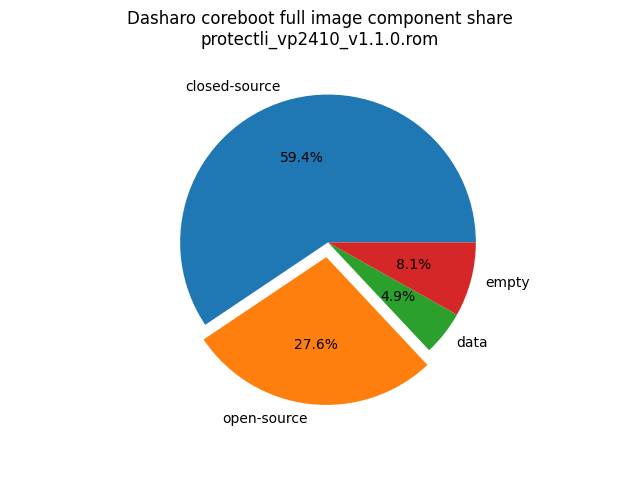 Dasharo coreboot full image component share
protectli_vp2410_v1.1.0.rom
closed-source
59.4%
8.1%
empty
4.9%
data
27.6%
open-source